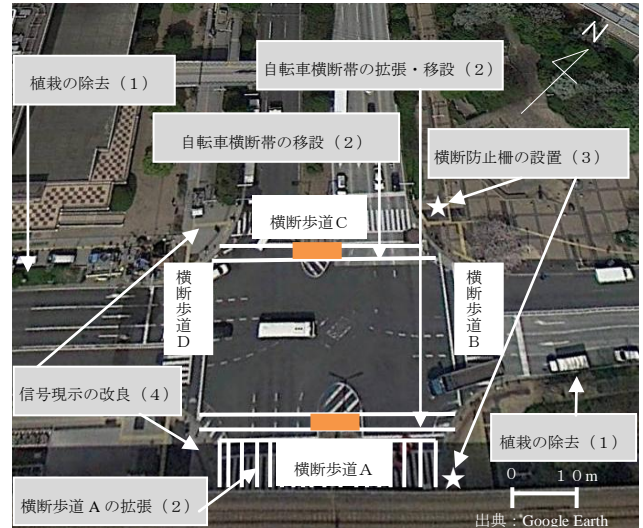 N
自転車横断帯の拡張・移設（２）
植栽の除去（１）
自転車横断帯の移設（２）
横断防止柵の設置（３）
横断歩道Ｃ
横断歩道Ｄ
横断歩道Ｂ
信号現示の改良（４）
植栽の除去（１）
横断歩道Ａ
横断歩道Ａの拡張（２）
０　１０ｍ
出典：Google Earth